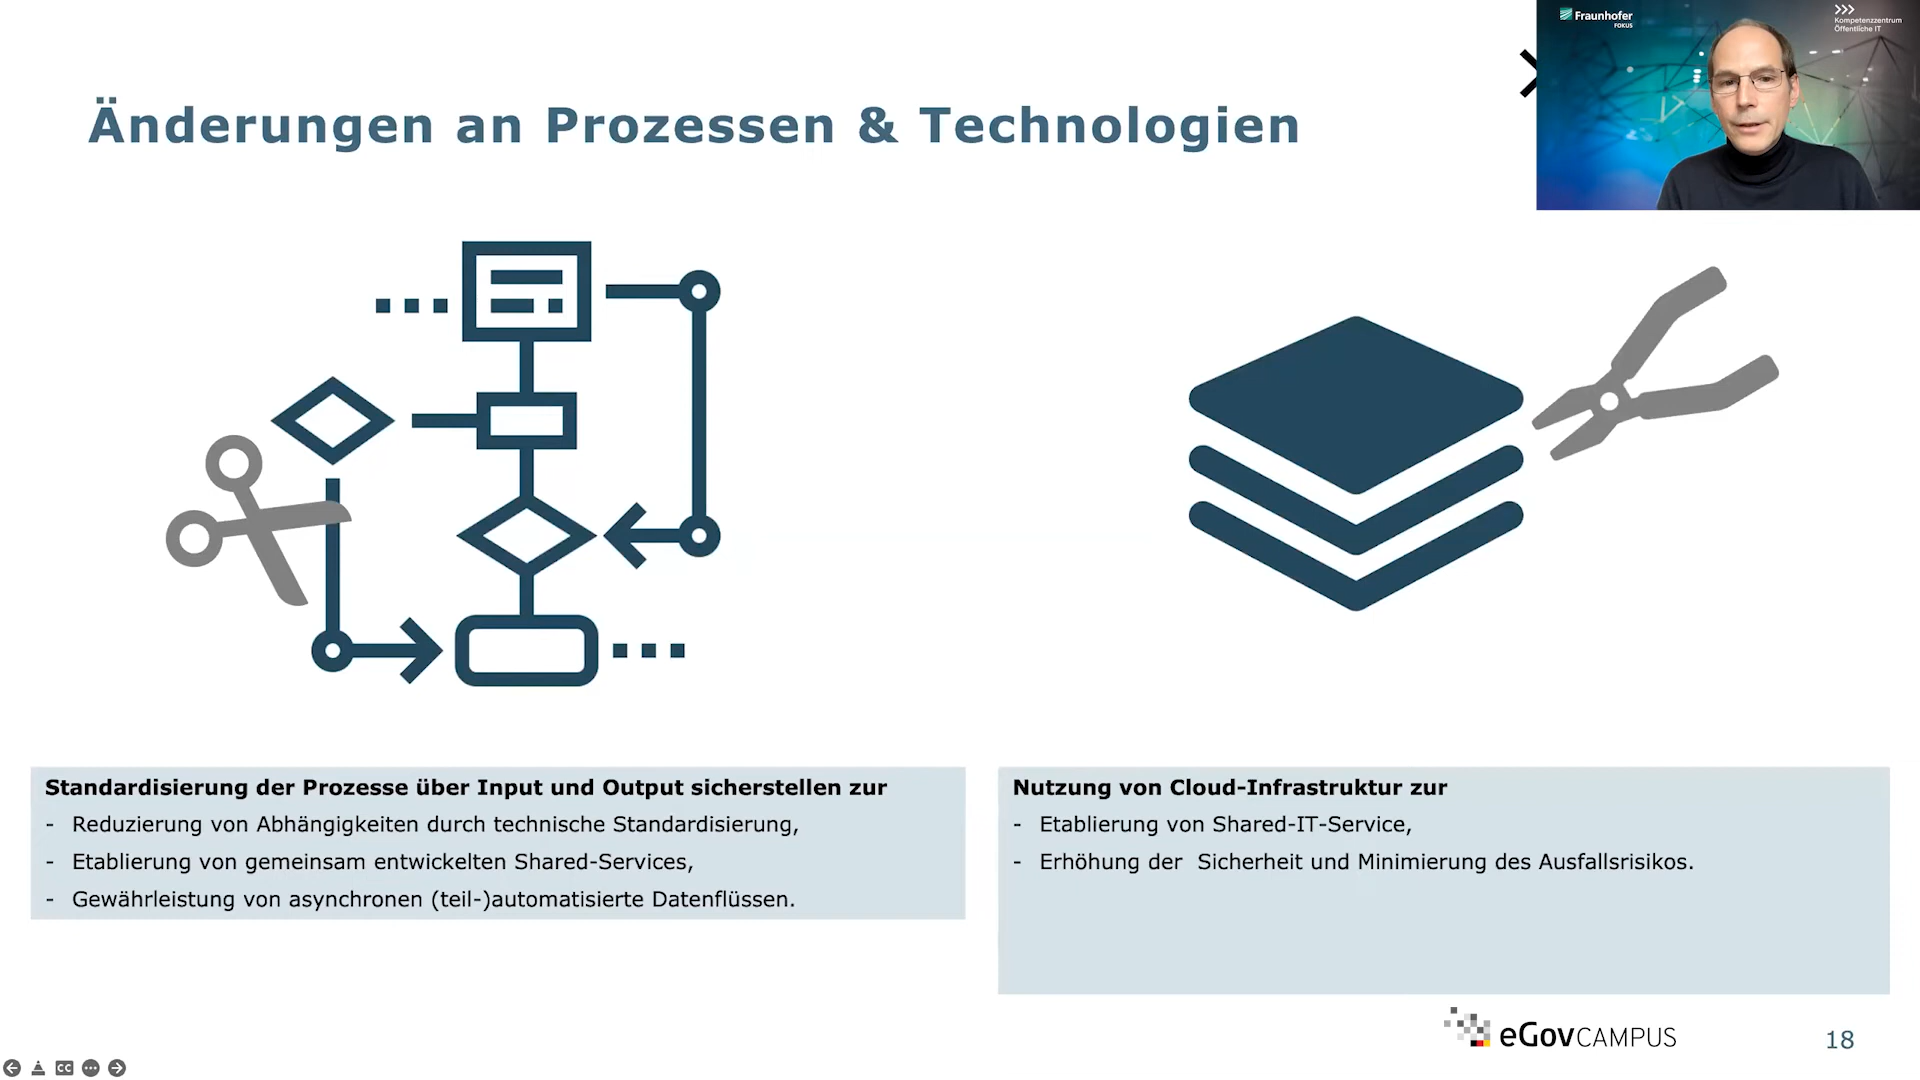 Fraunhofer
FOKUS
Kompetenzzentrum
Öffentliche IT
Änderungen an Prozessen & Technologien
Standardisierung der Prozesse über Input und Output sicherstellen zur
- Reduzierung von Abhängigkeiten durch technische Standardisierung,
- Etablierung von gemeinsam entwickelten Shared-Services,
- Gewährleistung von asynchronen (teil-)automatisierte Datenflüssen.
Nutzung von Cloud-Infrastruktur zur
- Etablierung von Shared-IT-Service,
- Erhöhung der  Sicherheit und Minimierung des Ausfallsrisikos.
eGovCAMPUS
18
CC